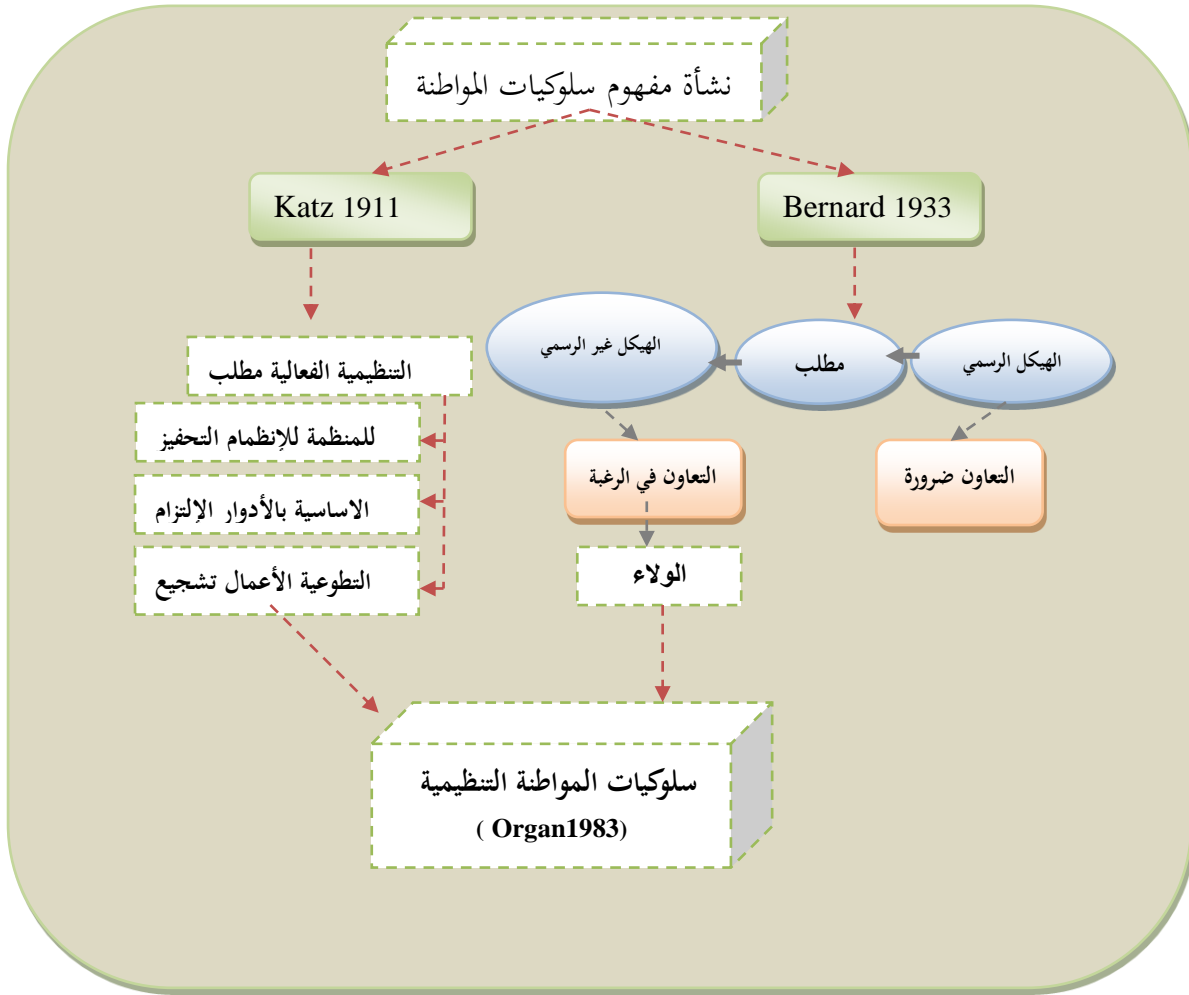 نشأة مفهوم سلوكيات المواطنة
Katz 1911
Bernard 1933
الهيكل الرسمي
مطلب
الهيكل غير الرسمي
التعاون ضرورة
التعاون في الرغبة
الولاء
التنظيمية الفعالية مطلب
للمنظمة للإنظمام التحفيز
الاساسية بالأدوار الإلتزام
التطوعية الأعمال تشجيع
سلوكيات المواطنة التنظيمية
( Organ1983)